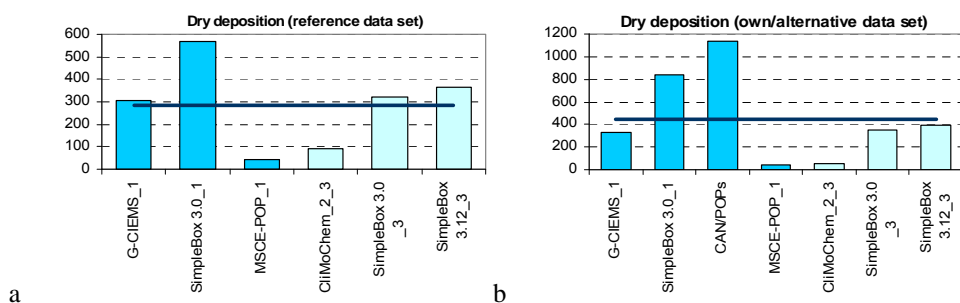 Dry deposition (reference data set)
600
500
400
300
200
100
0
G-CIEMS_1
SimpleBox 3.0_1
MSCE-POP_1
CliMoChem_2_3
SimpleBox 3.0
_3
SimpleBox
3.12_3
a
Dry deposition (own/alternative data set)
1200
1000
800
600
400
200
0
G-CIEMS_1
SimpleBox 3.0_1
CAN/POPs
MSCE-POP_1
CliMoChem_2_3
SimpleBox 3.0
_3
SimpleBox
3.12_3
b